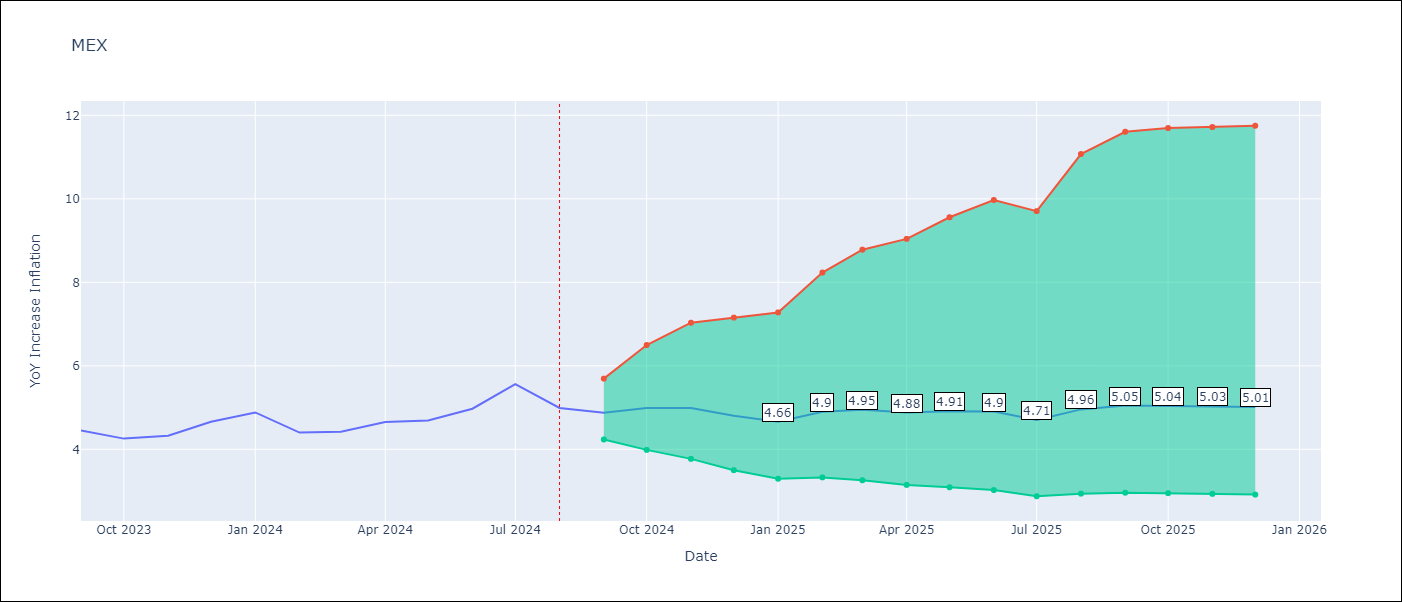 MEX
YoY Increase Inflation
12
10
8
6
4
4.66
4.9
4.95
4.88
4.91
4.9
4.71
4.96
5.05
5.04
5.03
5.01
Oct 2023
Jan 2024
Apr 2024
Jul 2024
Oct 2024
Jan 2025
Apr 2025
Jul 2025
Oct 2025
Jan 2026
Date